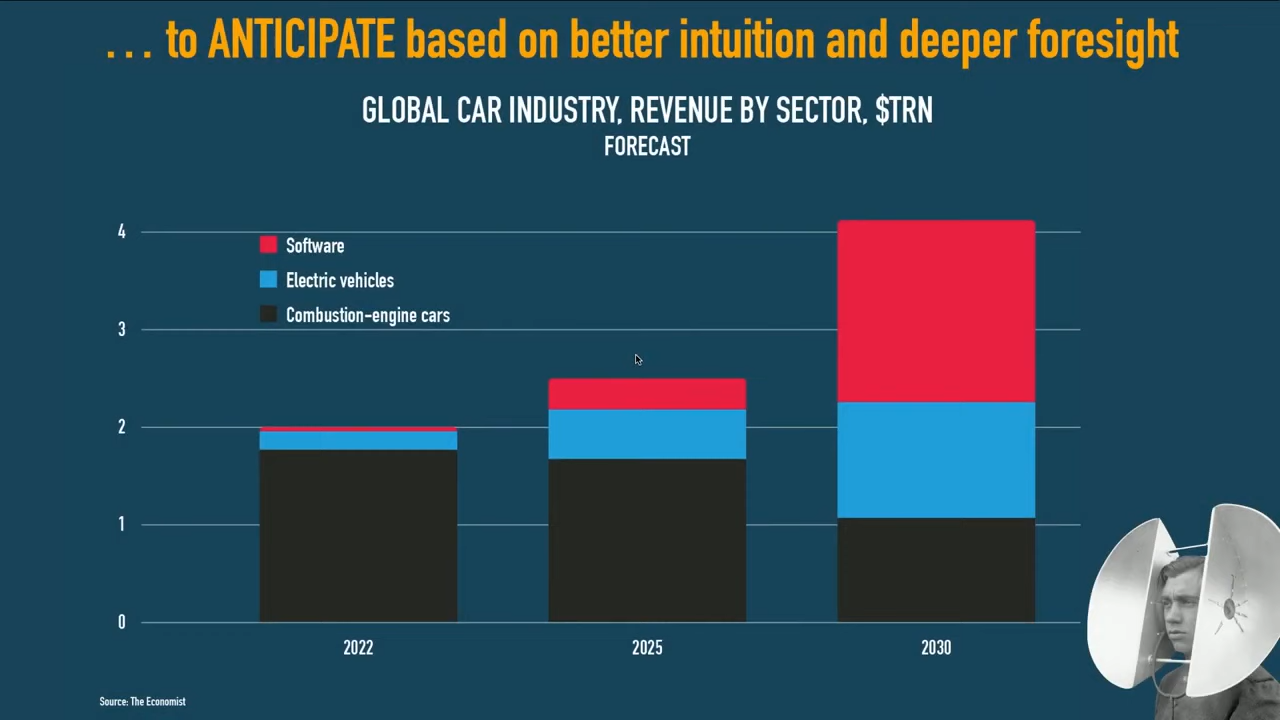 ... to ANTICIPATE based on better intuition and deeper foresight
GLOBAL CAR INDUSTRY, REVENUE BY SECTOR, $TRN
FORECAST
4
Software
Electric vehicles
Combustion-engine cars
3
2
1
0
2022
2025
2030
Source: The Economist